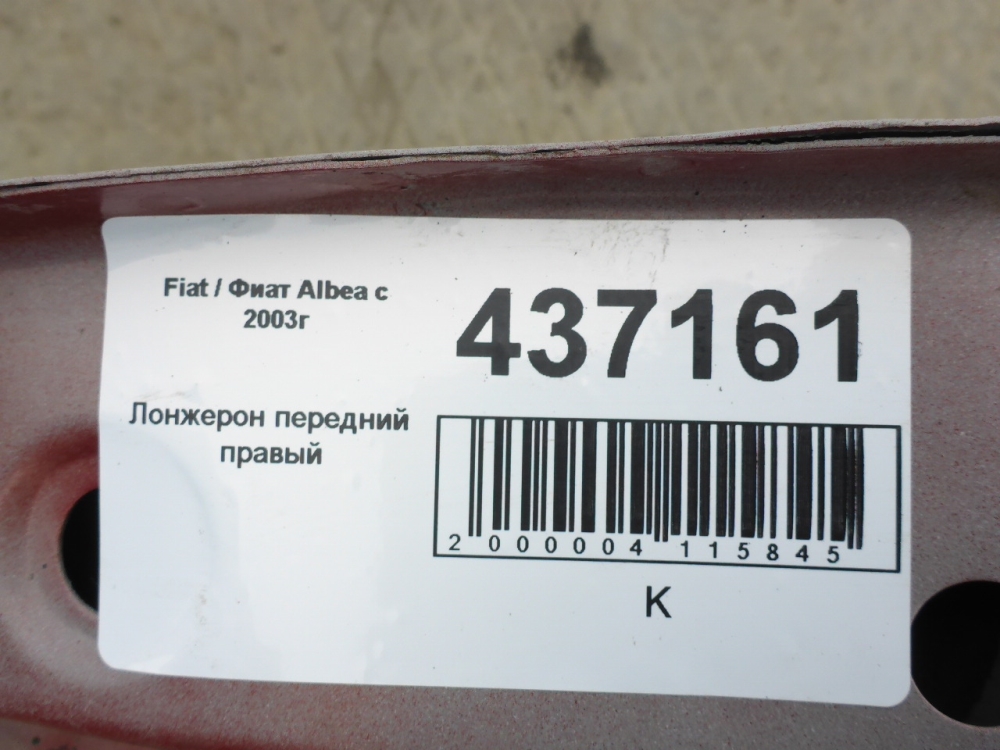 Fiat / Фиат Albea с
2003г
437161
Лонжерон передний
правый
2 000004 115845
К